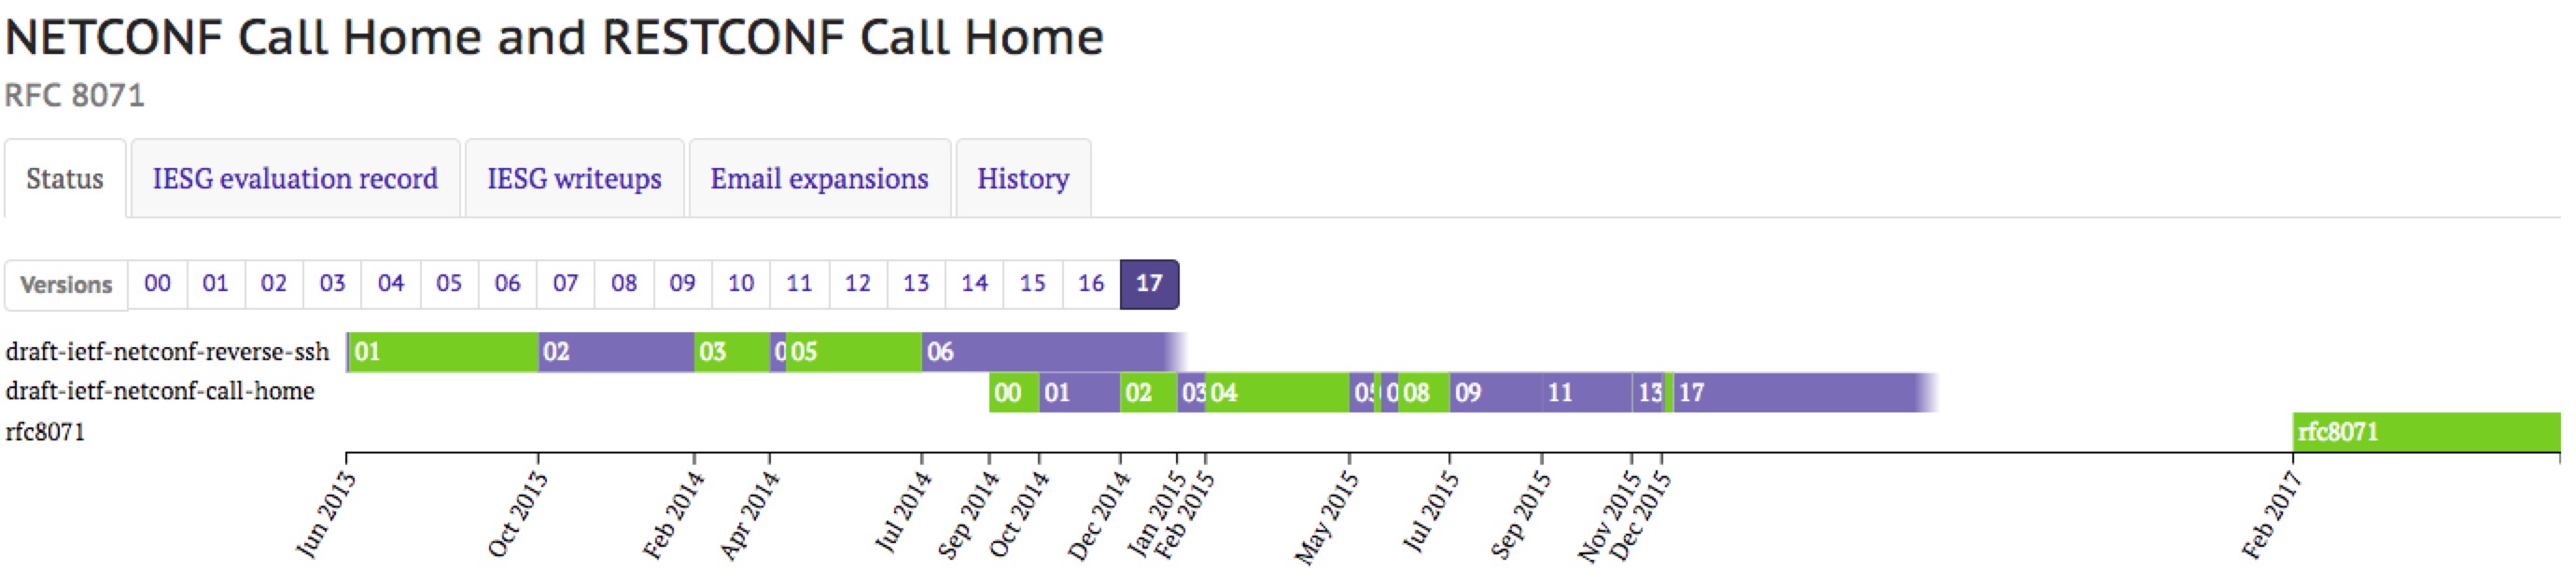 NETCONF Call Home and RESTCONF Call Home
RFC 8071
Status IESG evaluation record IESG writeups Email expansions History
Versions 00 01 02 03 04 05 06 07 08 09 10 11 12 13 14 15 16 17
draft-ietf-netconf-reverse-ssh 01 02 03 0 05 06
draft-ietf-netconf-call-home 00 01 02 03 04 05 0 08 09 11 13 17
rfc8071 rfc8071
Jun 2013 Oct 2013 Feb 2014 Apr 2014 Jul 2014 Sep 2014 Oct 2014 Dec 2014 Jan 2015 Feb 2015 May 2015 Jul 2015 Sep 2015 Nov 2015 Dec 2015 Feb 2017